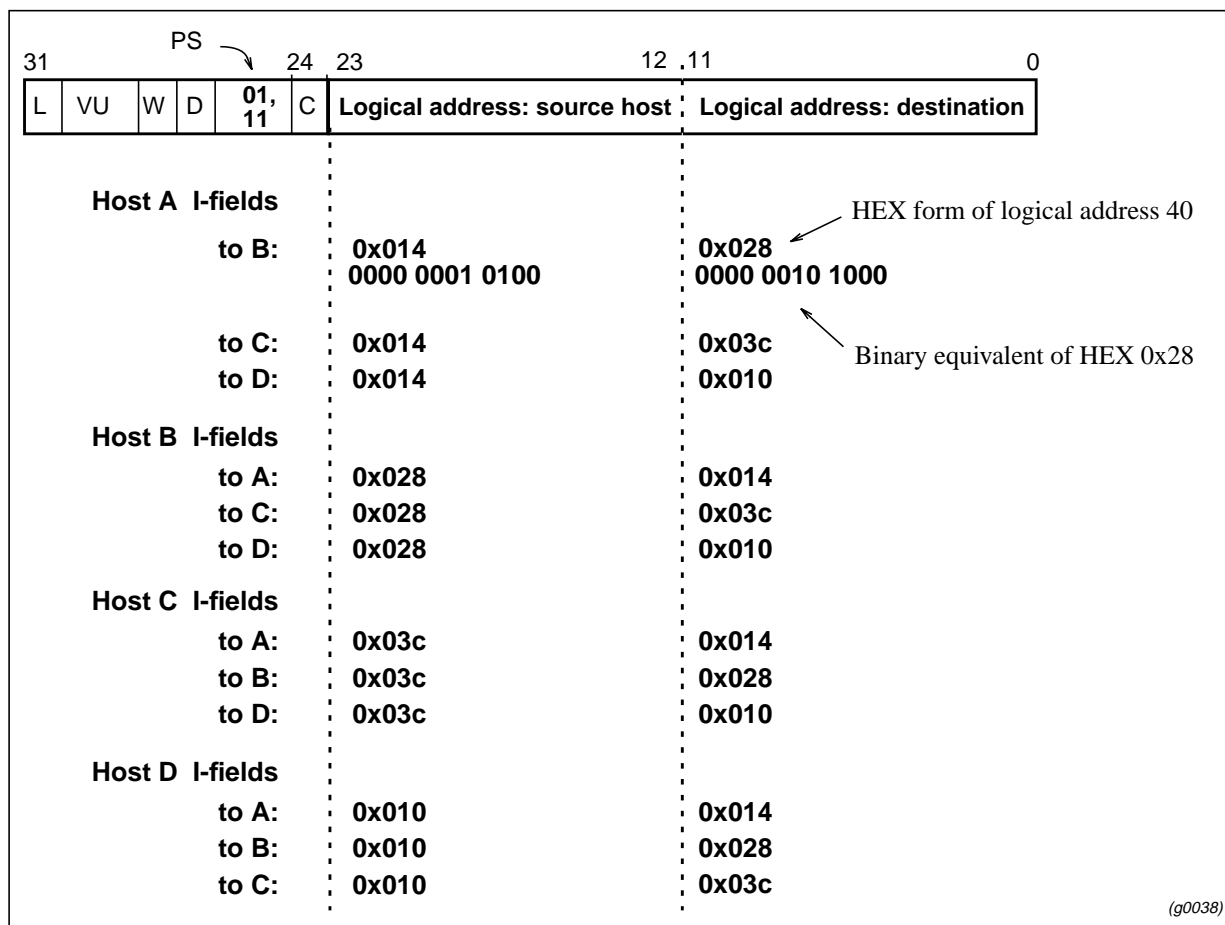 PS
31 24 23 12 11 0
L VU W D 01, 11 C Logical address: source host Logical address: destination
Host A I-fields
HEX form of logical address 40
to B: 0x014 0x028
0000 0001 0100 0000 0010 1000
to C: 0x014 0x03c
Binary equivalent of HEX 0x28
to D: 0x014 0x010
Host B I-fields
to A: 0x028 0x014
to C: 0x028 0x03c
to D: 0x028 0x010
Host C I-fields
to A: 0x03c 0x014
to B: 0x03c 0x028
to D: 0x03c 0x010
Host D I-fields
to A: 0x010 0x014
to B: 0x010 0x028
to C: 0x010 0x03c
(g0038)